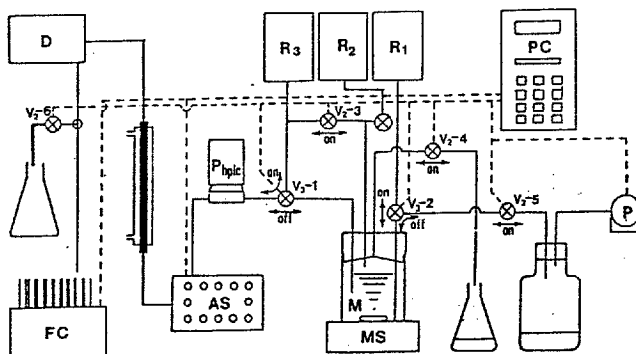 D
R3
R2
R1
PC
V2-6
V2-3
on
V2-4
on
Phplc
on
V3-1
off
on
V3-2
off
V2-5
on
P
M
AS
MS
FC